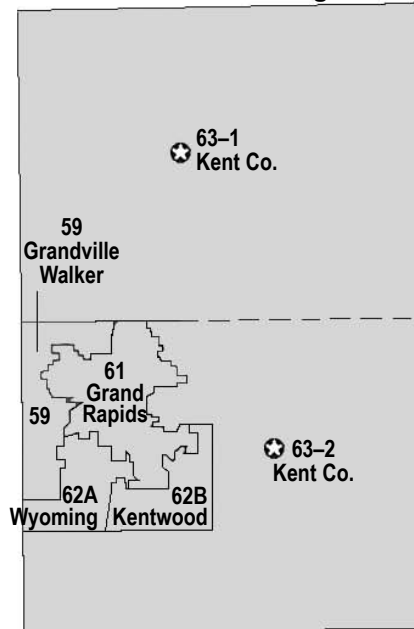 63–1
Kent Co.
59
Grandville
Walker
61
Grand
Rapids
59
63–2
Kent Co.
62A
Wyoming
62B
Kentwood